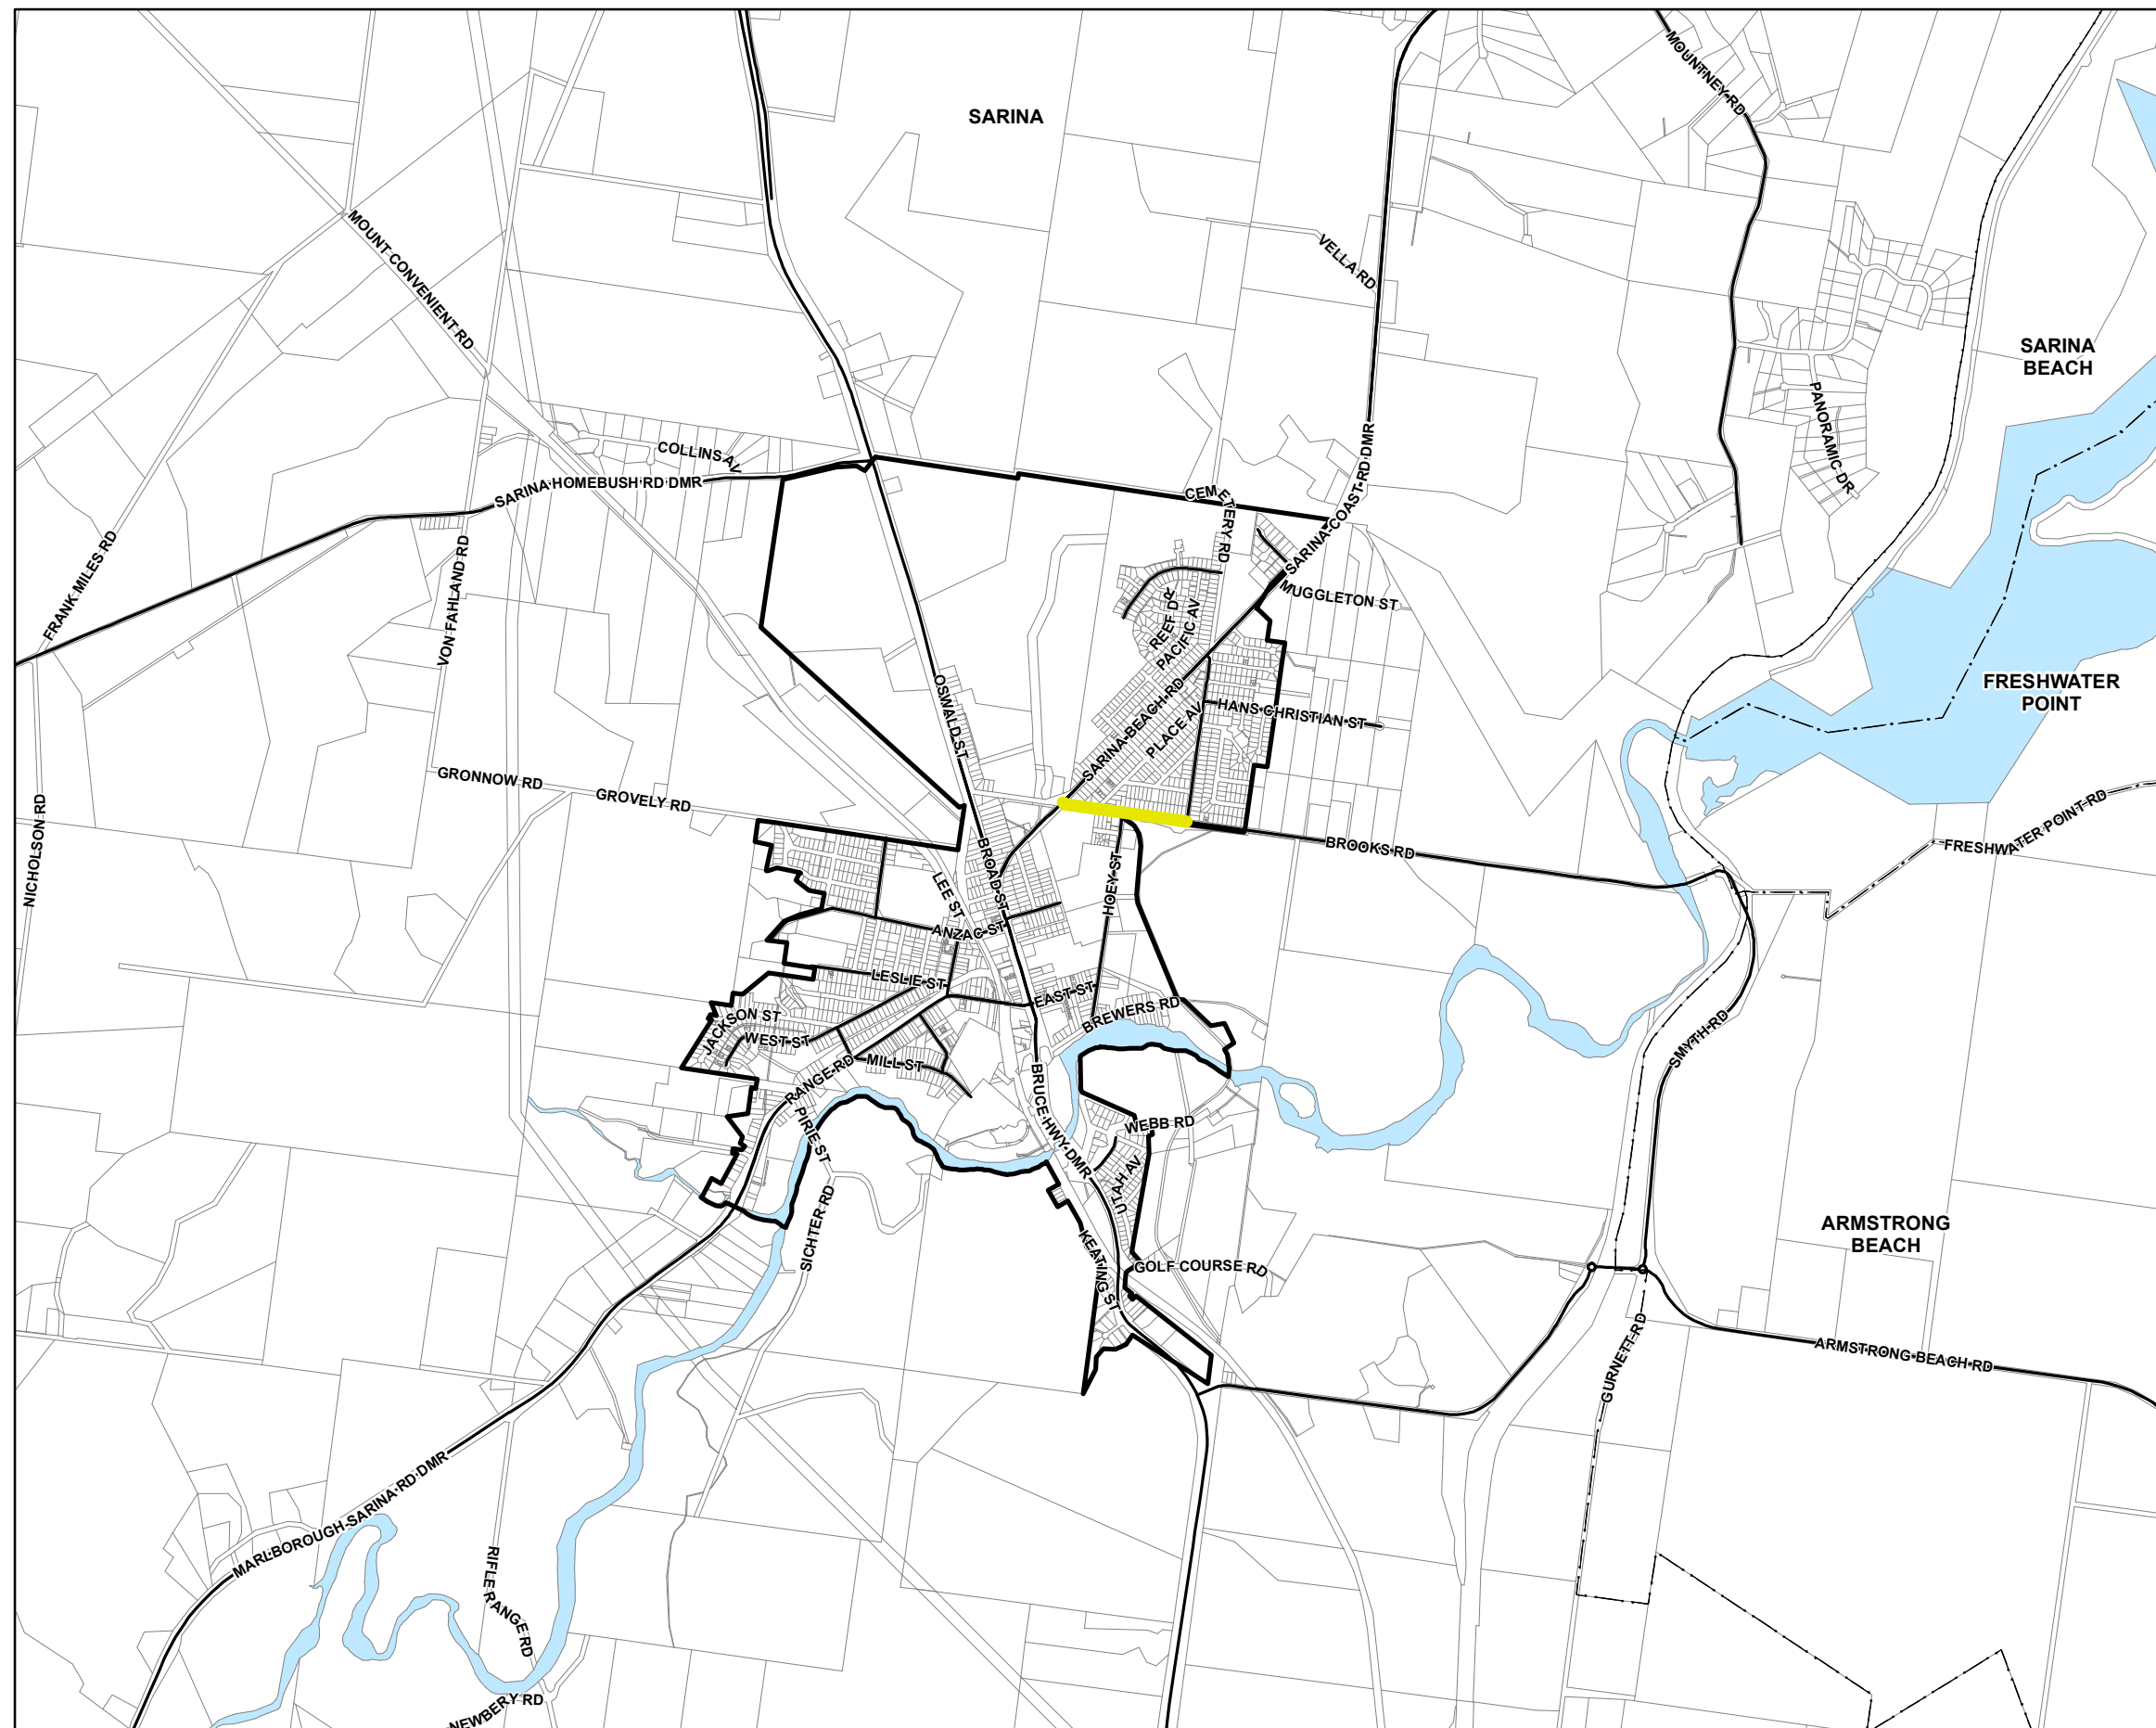 MOUNTNEY RD
SARINA
VELLA RD
MOUNT CONVENIENT RD
SARINA
BEACH
PANORAMIC DR
COLLINS AV
SARINA HOMEBUSH RD DMR
CEMETERY RD
SARINA-COAST-RD-DMR
FRANK MILES RD
VON FAHLAND RD
MUGGLETON ST
REEF DR
PACIFIC AV
OSWALD ST
SARINA-BEACH-RD
PLACE AV
HANS CHRISTIAN ST
FRESHWATER
POINT
GRONNOW RD
GROVELY RD
FRESHWATER POINT RD
NICHOLSON RD
BROOKS RD
BROAD ST
LEE ST
HOEY ST
ANZAC ST
LESLIE ST
EAST ST
BREWERS RD
JACKSON ST
WEST ST
RANGE RD
MILL ST
SMYTH RD
BRUCE-HWY-DMR
PIRIE ST
WEBB RD
UTAH AV
SICHTER RD
ARMSTRONG
BEACH
KEATING ST
GOLF COURSE RD
GURNETT RD
ARMSTRONG BEACH RD
MARLBOROUGH-SARINA RD DMR
RIFLE RANGE RD
NEWBERY RD